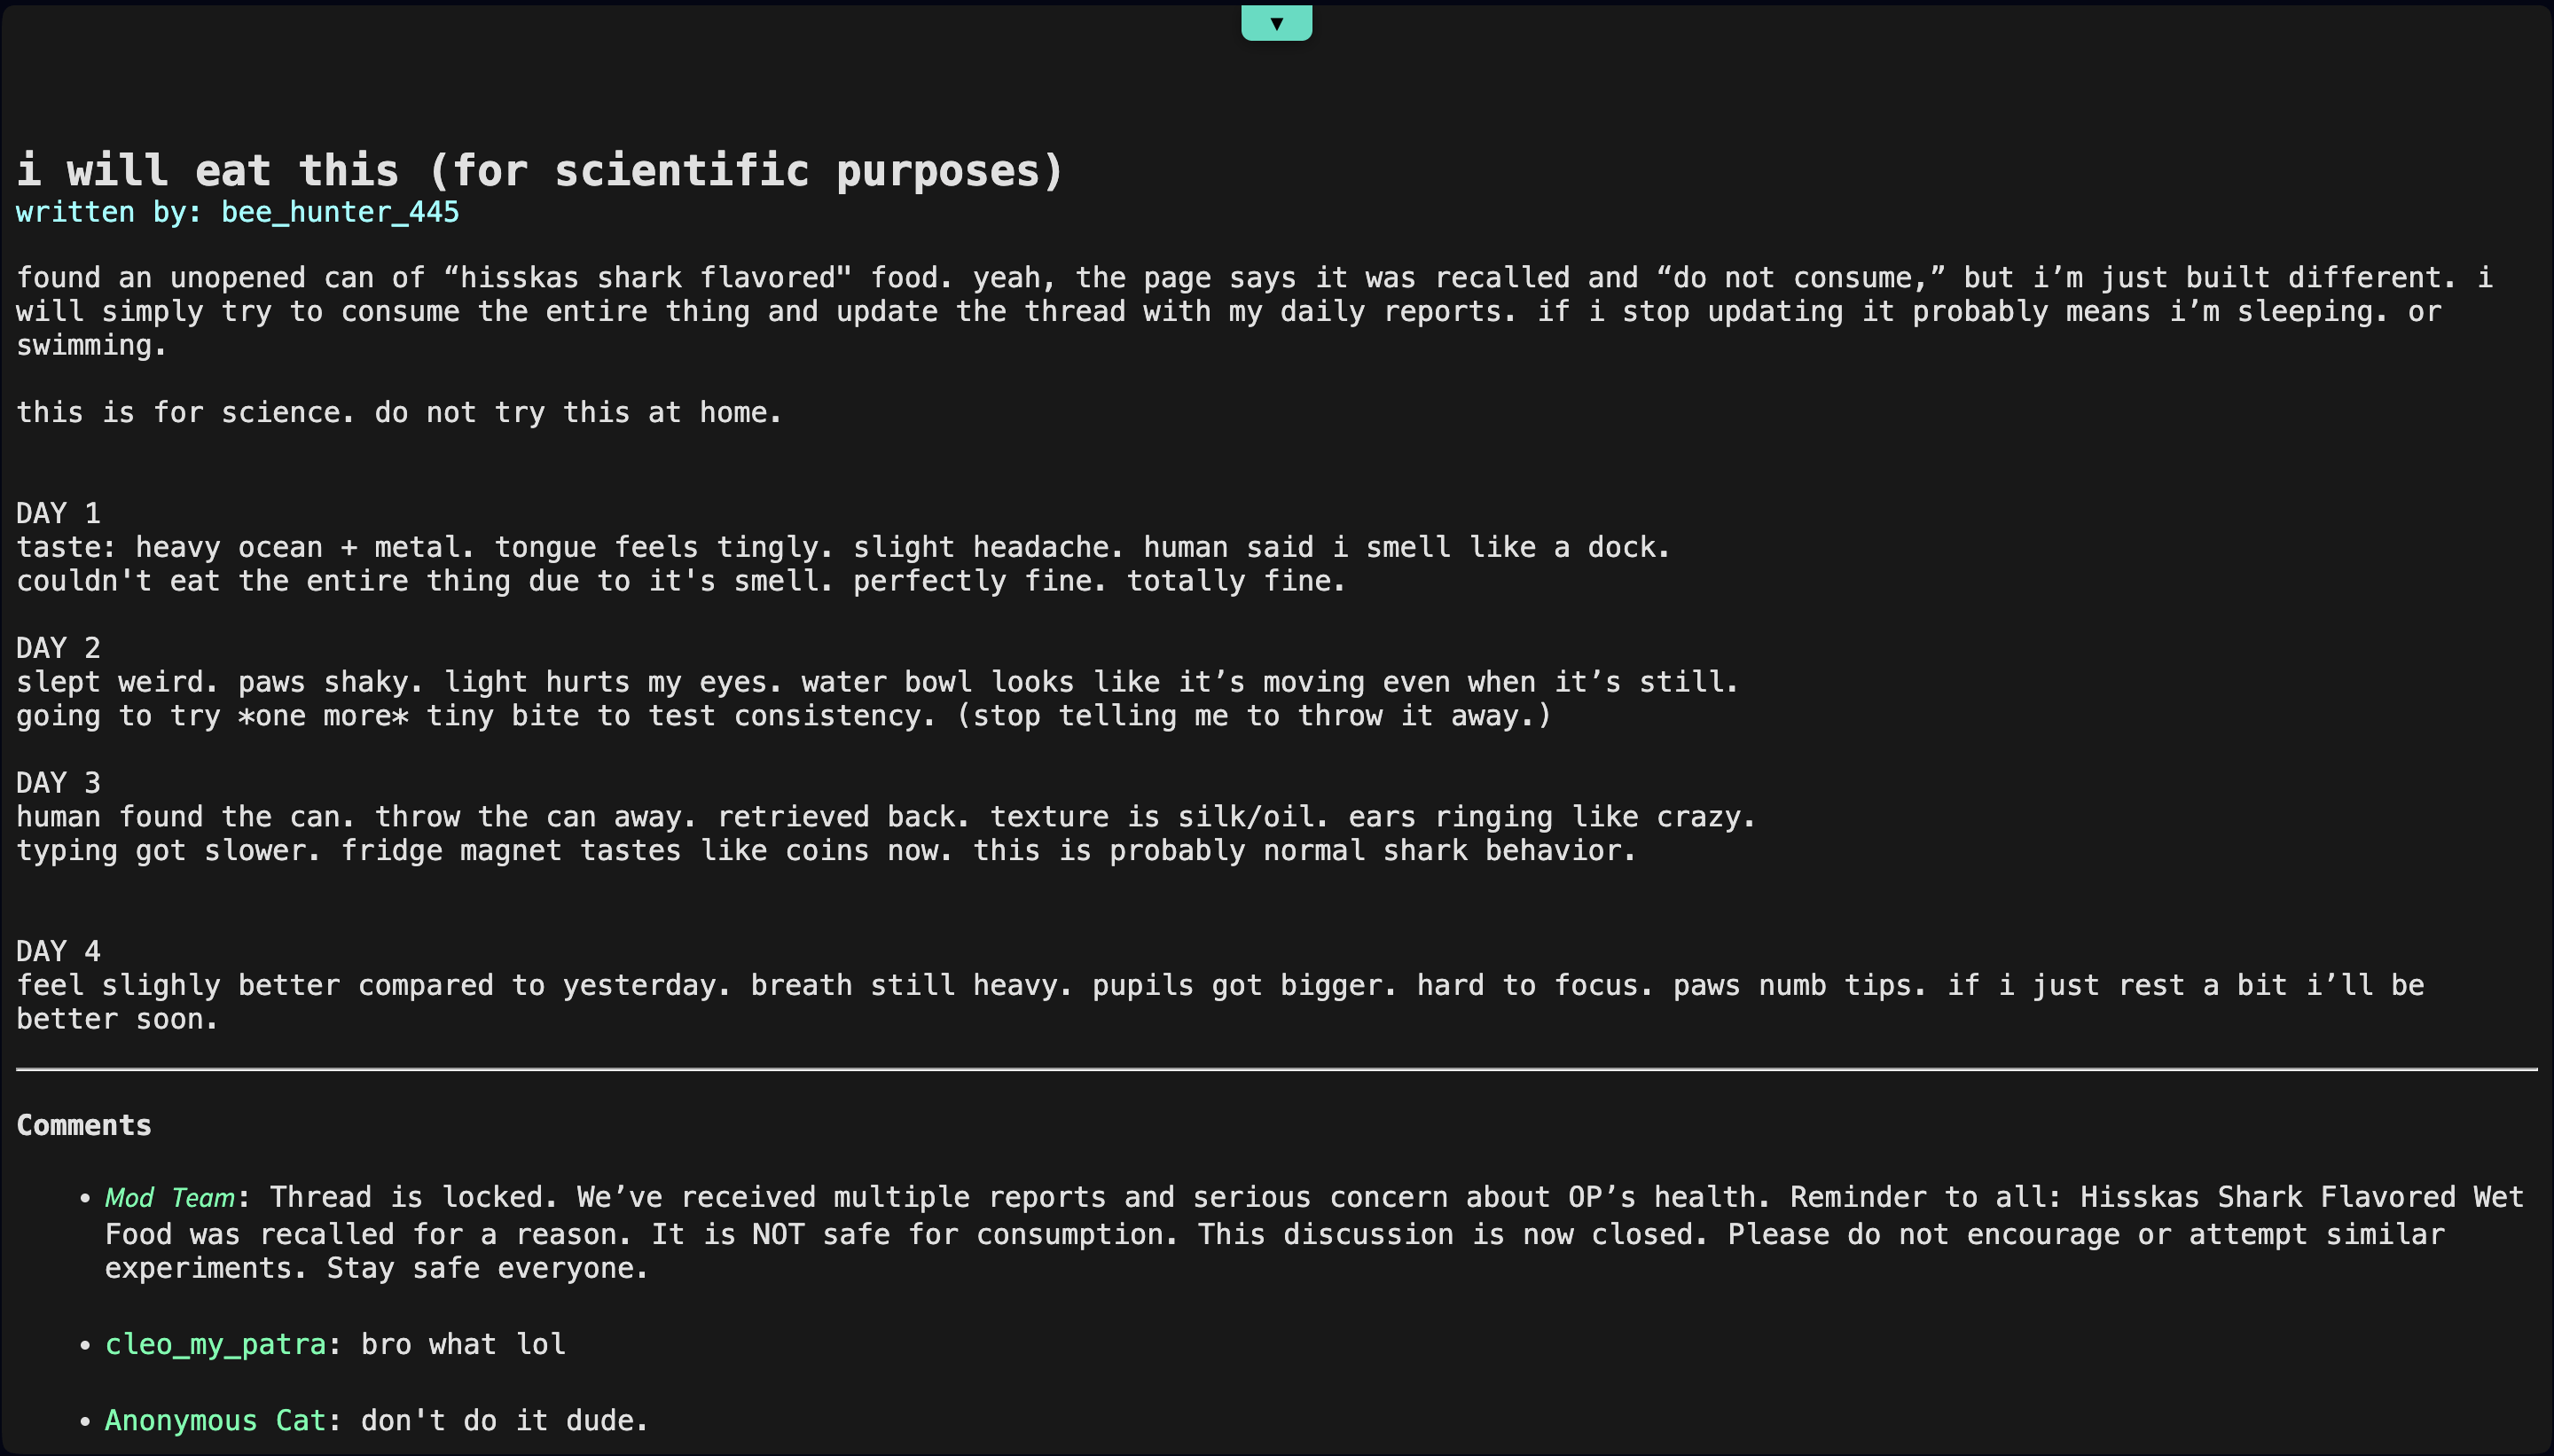 ▼
i will eat this (for scientific purposes)
written by: bee_hunter_445
found an unopened can of “hisskas shark flavored" food. yeah, the page says it was recalled and “do not consume,” but i’m just built different. i
will simply try to consume the entire thing and update the thread with my daily reports. if i stop updating it probably means i’m sleeping. or
swimming.
this is for science. do not try this at home.
DAY 1
taste: heavy ocean + metal. tongue feels tingly. slight headache. human said i smell like a dock.
couldn't eat the entire thing due to it's smell. perfectly fine. totally fine.
DAY 2
slept weird. paws shaky. light hurts my eyes. water bowl looks like it’s moving even when it’s still.
going to try *one more* tiny bite to test consistency. (stop telling me to throw it away.)
DAY 3
human found the can. throw the can away. retrieved back. texture is silk/oil. ears ringing like crazy.
typing got slower. fridge magnet tastes like coins now. this is probably normal shark behavior.
DAY 4
feel slighly better compared to yesterday. breath still heavy. pupils got bigger. hard to focus. paws numb tips. if i just rest a bit i’ll be
better soon.
Comments
• Mod Team: Thread is locked. We’ve received multiple reports and serious concern about OP’s health. Reminder to all: Hisskas Shark Flavored Wet
Food was recalled for a reason. It is NOT safe for consumption. This discussion is now closed. Please do not encourage or attempt similar
experiments. Stay safe everyone.
• cleo_my_patra: bro what lol
• Anonymous Cat: don't do it dude.